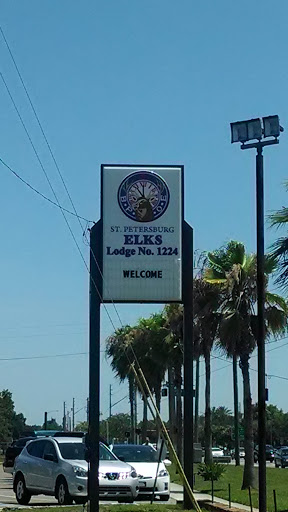 ST. PETERSBURG
ELKS
Lodge No. 1224
WELCOME